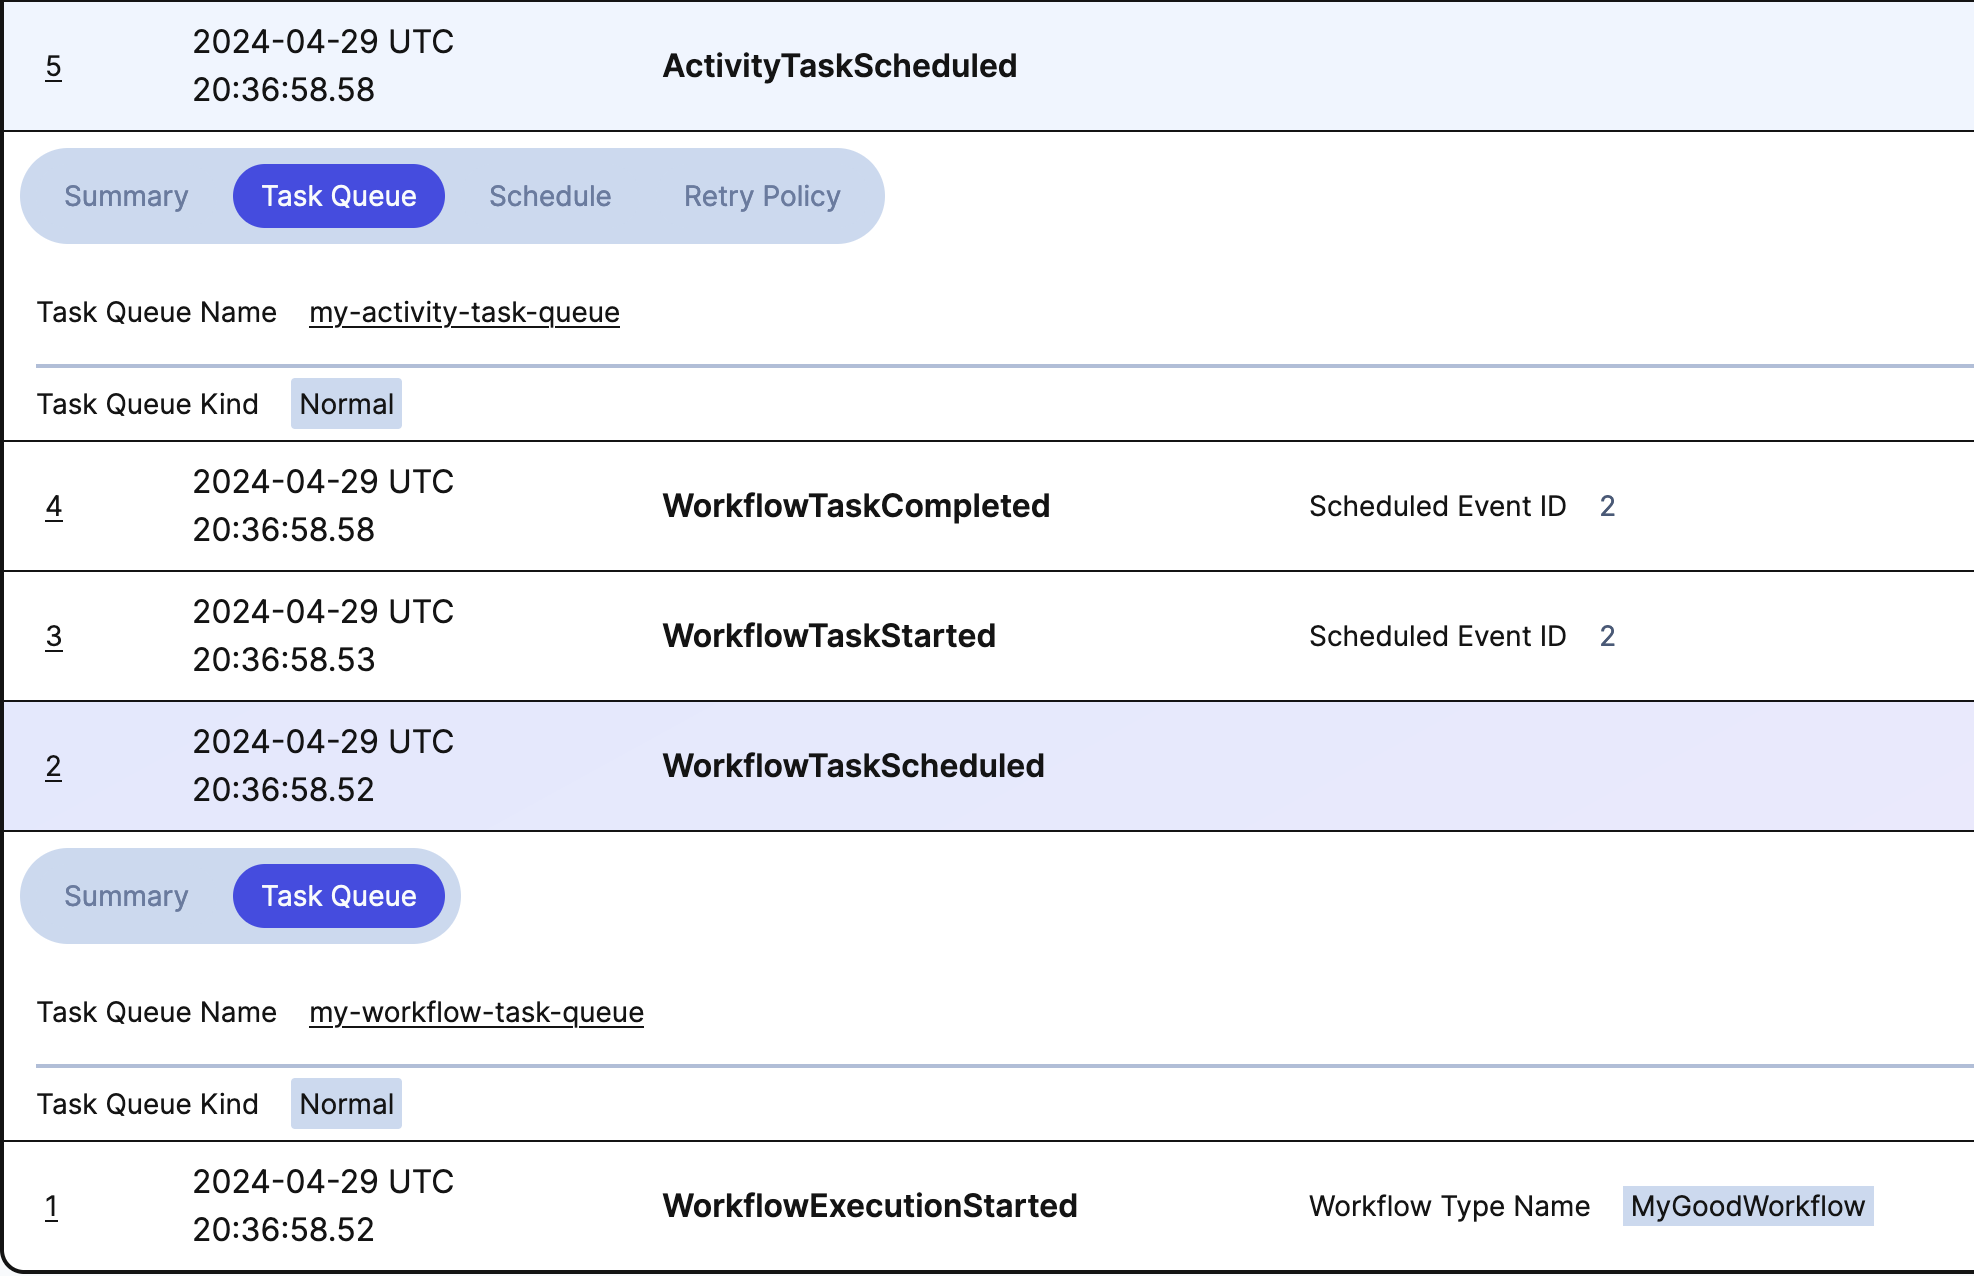 5 2024-04-29 UTC 20:36:58.58 ActivityTaskScheduled
Summary Task Queue Schedule Retry Policy
Task Queue Name my-activity-task-queue
Task Queue Kind Normal
4 2024-04-29 UTC 20:36:58.58 WorkflowTaskCompleted Scheduled Event ID 2
3 2024-04-29 UTC 20:36:58.53 WorkflowTaskStarted Scheduled Event ID 2
2 2024-04-29 UTC 20:36:58.52 WorkflowTaskScheduled
Summary Task Queue
Task Queue Name my-workflow-task-queue
Task Queue Kind Normal
1 2024-04-29 UTC 20:36:58.52 WorkflowExecutionStarted Workflow Type Name MyGoodWorkflow